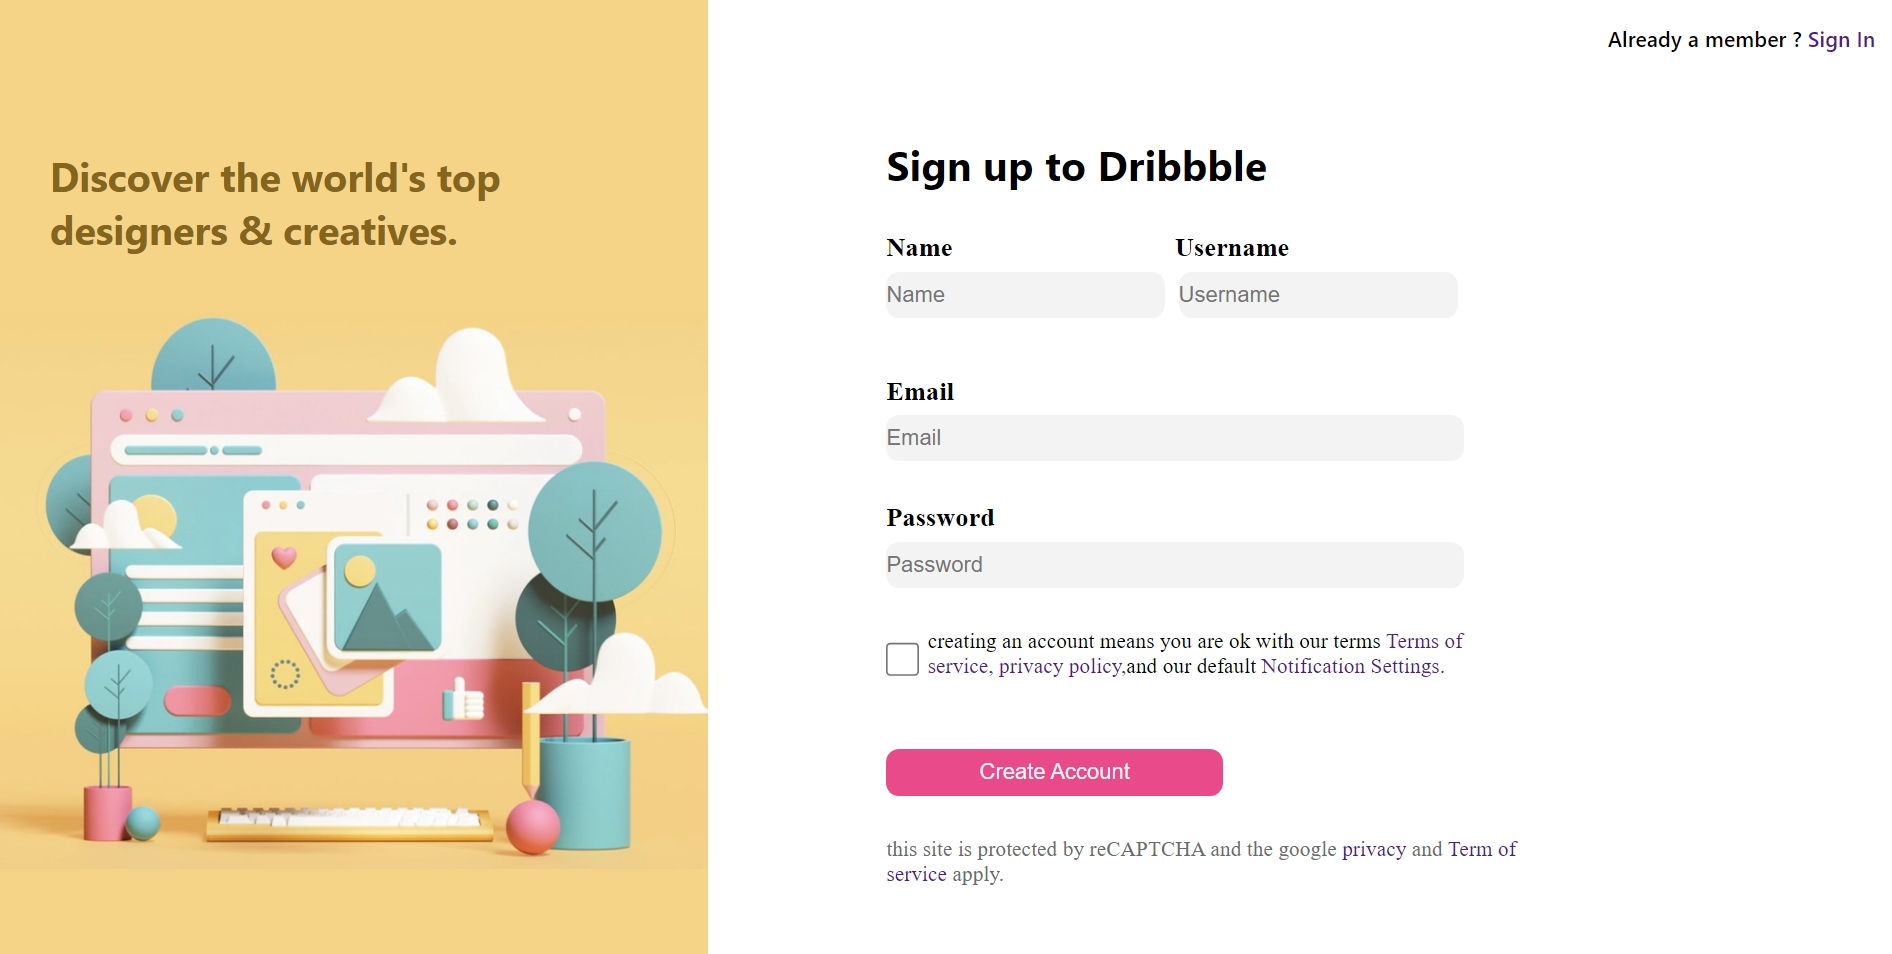 Already a member ? Sign In
Discover the world's top
designers & creatives.
Sign up to Dribbble
Name Username
Name Username
Email
Email
Password
Password
creating an account means you are ok with our terms Terms of
service, privacy policy,and our default Notification Settings.
Create Account
this site is protected by reCAPTCHA and the google privacy and Term of
service apply.